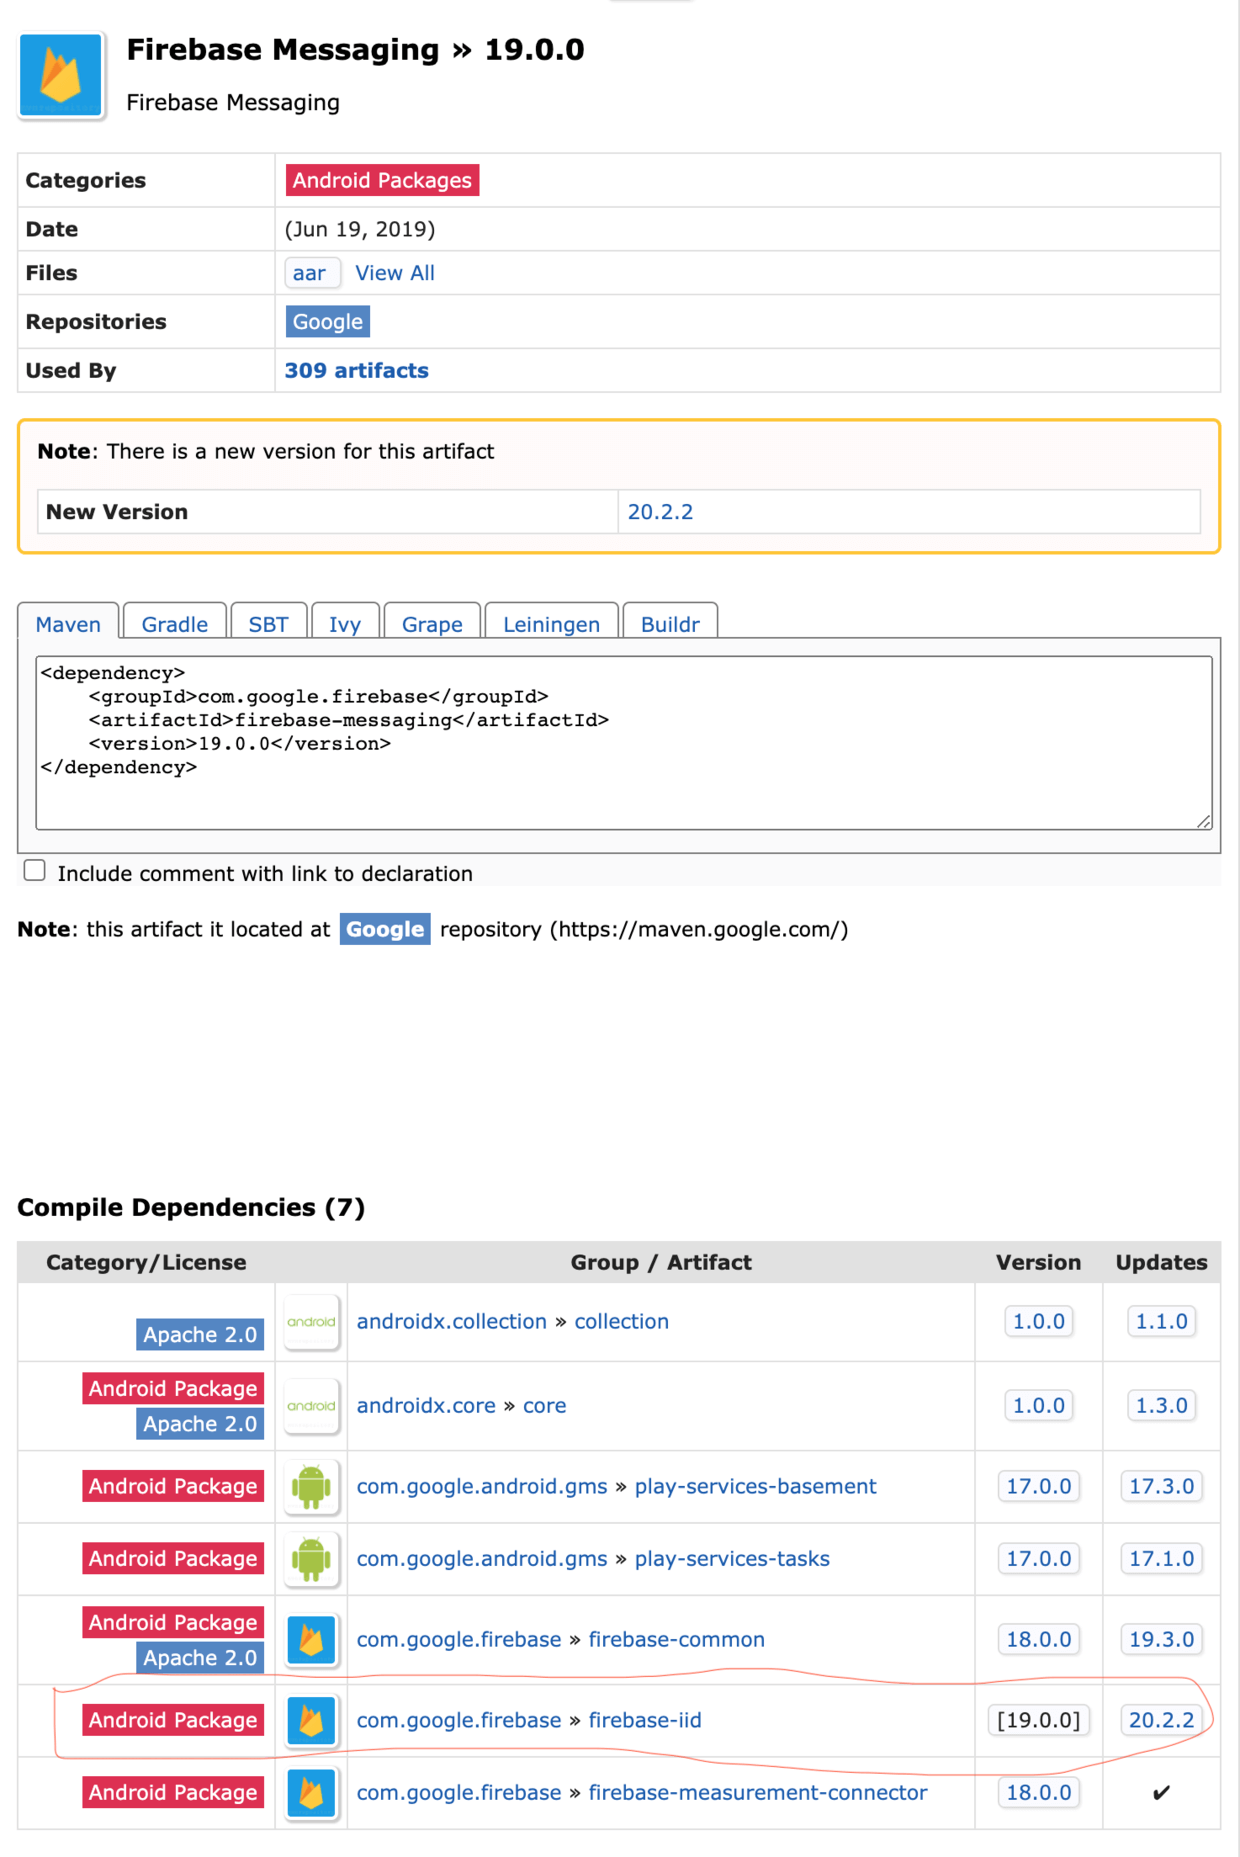 Firebase Messaging » 19.0.0
Firebase Messaging
Categories Android Packages
Date (Jun 19, 2019)
Files aar View All
Repositories Google
Used By 309 artifacts
Note: There is a new version for this artifact
New Version 20.2.2
Maven Gradle SBT Ivy Grape Leiningen Buildr
<dependency>
    <groupId>com.google.firebase</groupId>
    <artifactId>firebase-messaging</artifactId>
    <version>19.0.0</version>
</dependency>
Include comment with link to declaration
Note: this artifact it located at Google repository (https://maven.google.com/)
Compile Dependencies (7)
Category/License Group / Artifact Version Updates
Apache 2.0 android androidx.collection » collection 1.0.0 1.1.0
Android Package
Apache 2.0 android androidx.core » core 1.0.0 1.3.0
Android Package com.google.android.gms » play-services-basement 17.0.0 17.3.0
Android Package com.google.android.gms » play-services-tasks 17.0.0 17.1.0
Android Package
Apache 2.0 com.google.firebase » firebase-common 18.0.0 19.3.0
Android Package com.google.firebase » firebase-iid [19.0.0] 20.2.2
Android Package com.google.firebase » firebase-measurement-connector 18.0.0 ✔